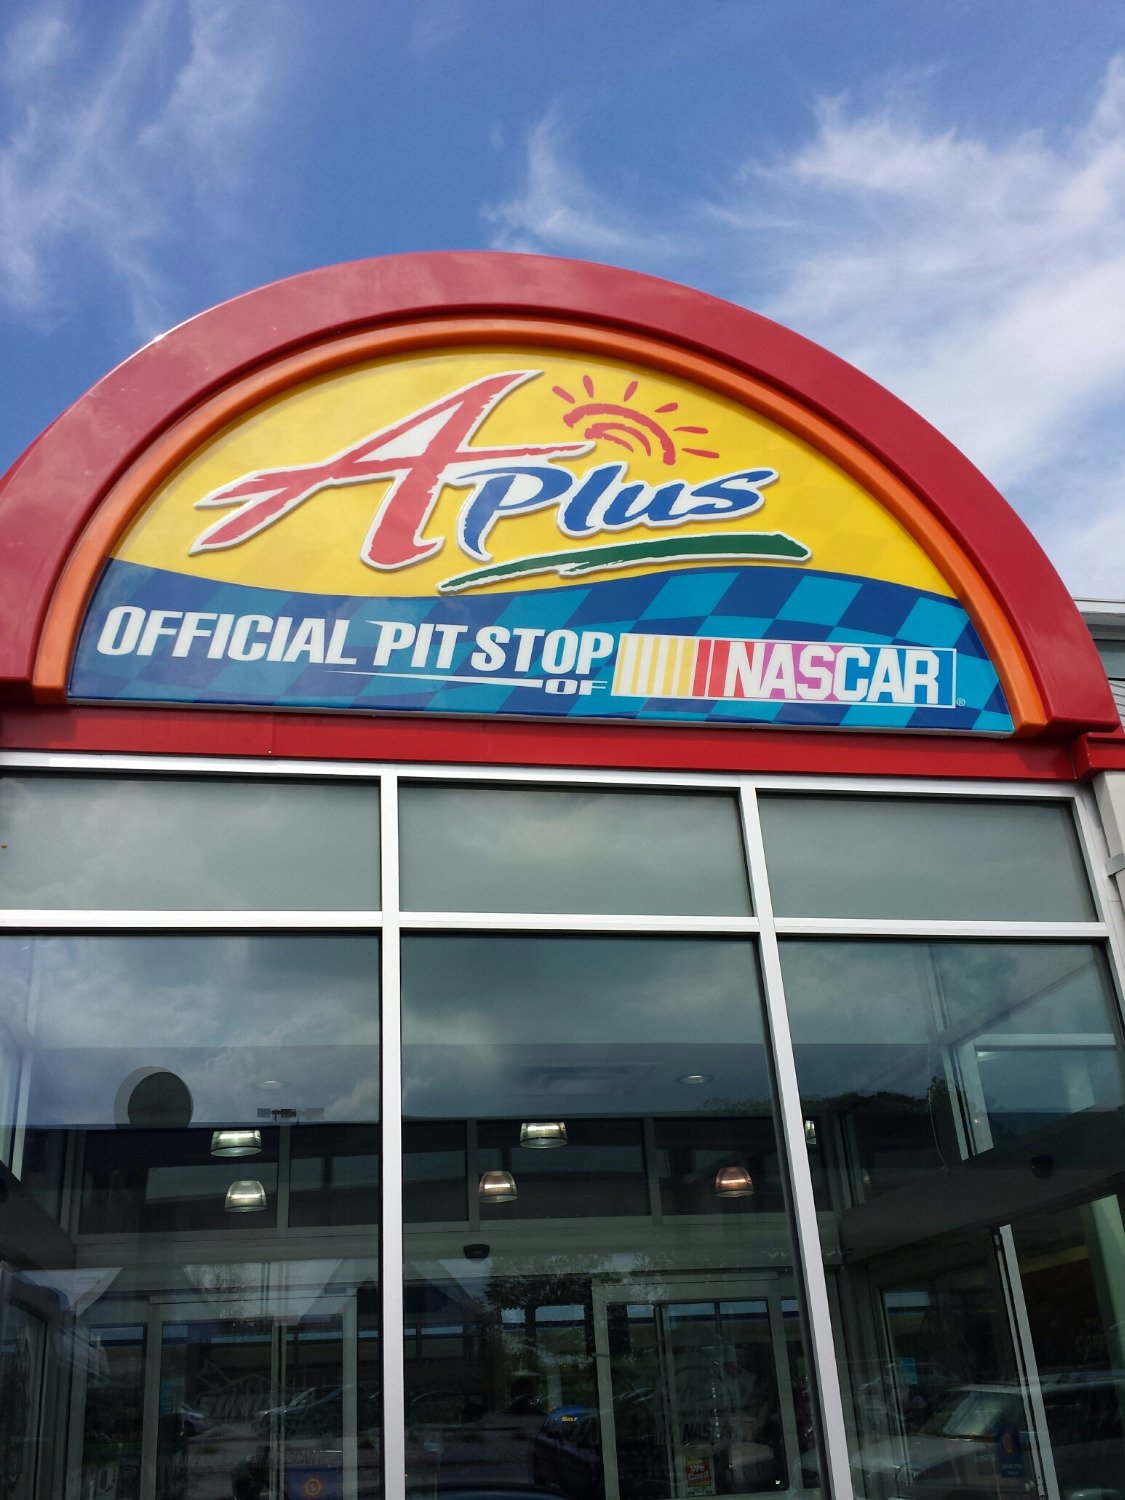 APlus
OFFICIAL PIT STOP
OF
NASCAR